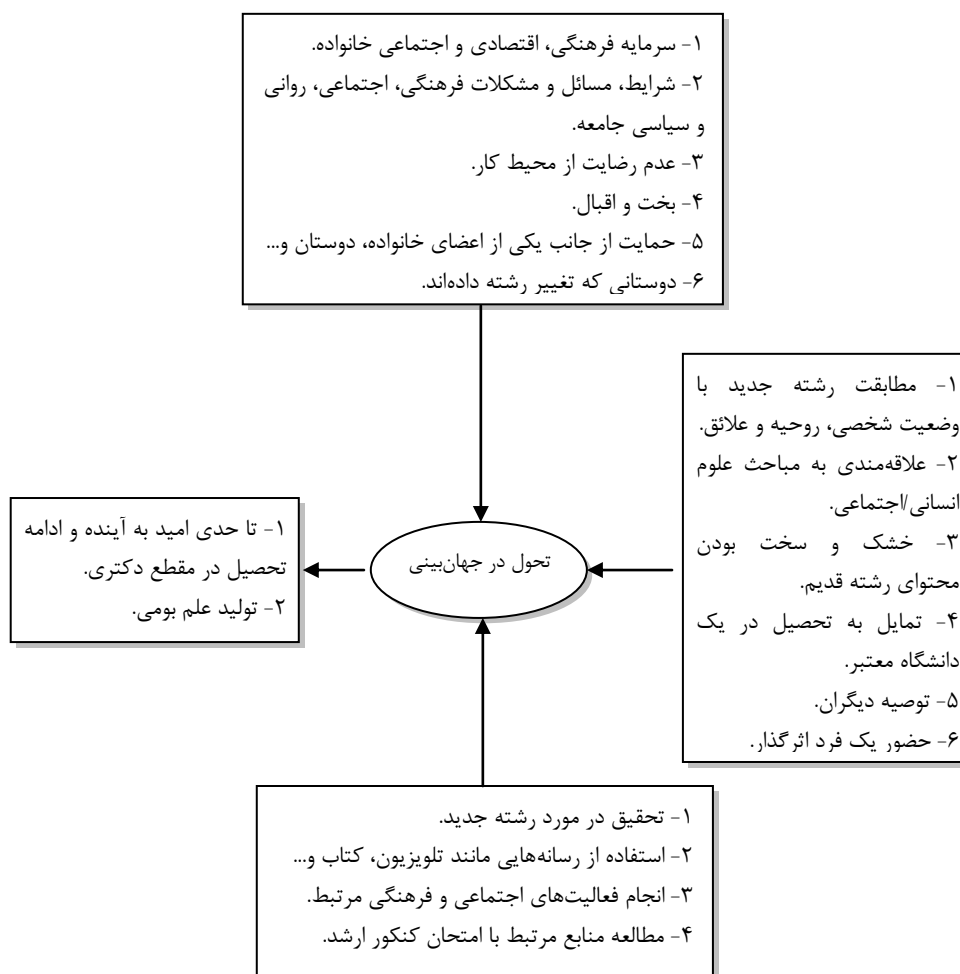 ۱- سرمایه فرهنگی، اقتصادی و اجتماعی خانواده.
۲- شرایط، مسائل و مشکلات فرهنگی، اجتماعی، روانی
و سیاسی جامعه.
۳- عدم رضایت از محیط کار.
۴- بخت و اقبال.
۵- حمایت از جانب یکی از اعضای خانواده، دوستان و...
۶- دوستانی که تغییر رشته داده‌اند.
۱- مطابقت رشته جدید با
وضعیت شخصی، روحیه و علائق.
۲- علاقه‌مندی به مباحث علوم
انسانی/اجتماعی.
۳- خشک و سخت بودن
محتوای رشته قدیم.
۴- تمایل به تحصیل در یک
دانشگاه معتبر.
۵- توصیه دیگران.
۶- حضور یک فرد اثرگذار.
تحول در جهان‌بینی
۱- تا حدی امید به آینده و ادامه
تحصیل در مقطع دکتری.
۲- تولید علم بومی.
۱- تحقیق در مورد رشته جدید.
۲- استفاده از رسانه‌هایی مانند تلویزیون، کتاب و...
۳- انجام فعالیت‌های اجتماعی و فرهنگی مرتبط.
۴- مطالعه منابع مرتبط با امتحان کنکور ارشد.